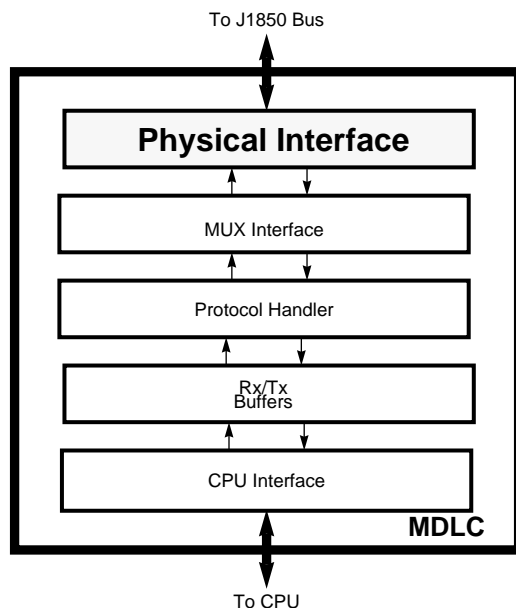 To J1850 Bus
Physical Interface
MUX Interface
Protocol Handler
Rx/Tx
Buffers
CPU Interface
MDLC
To CPU